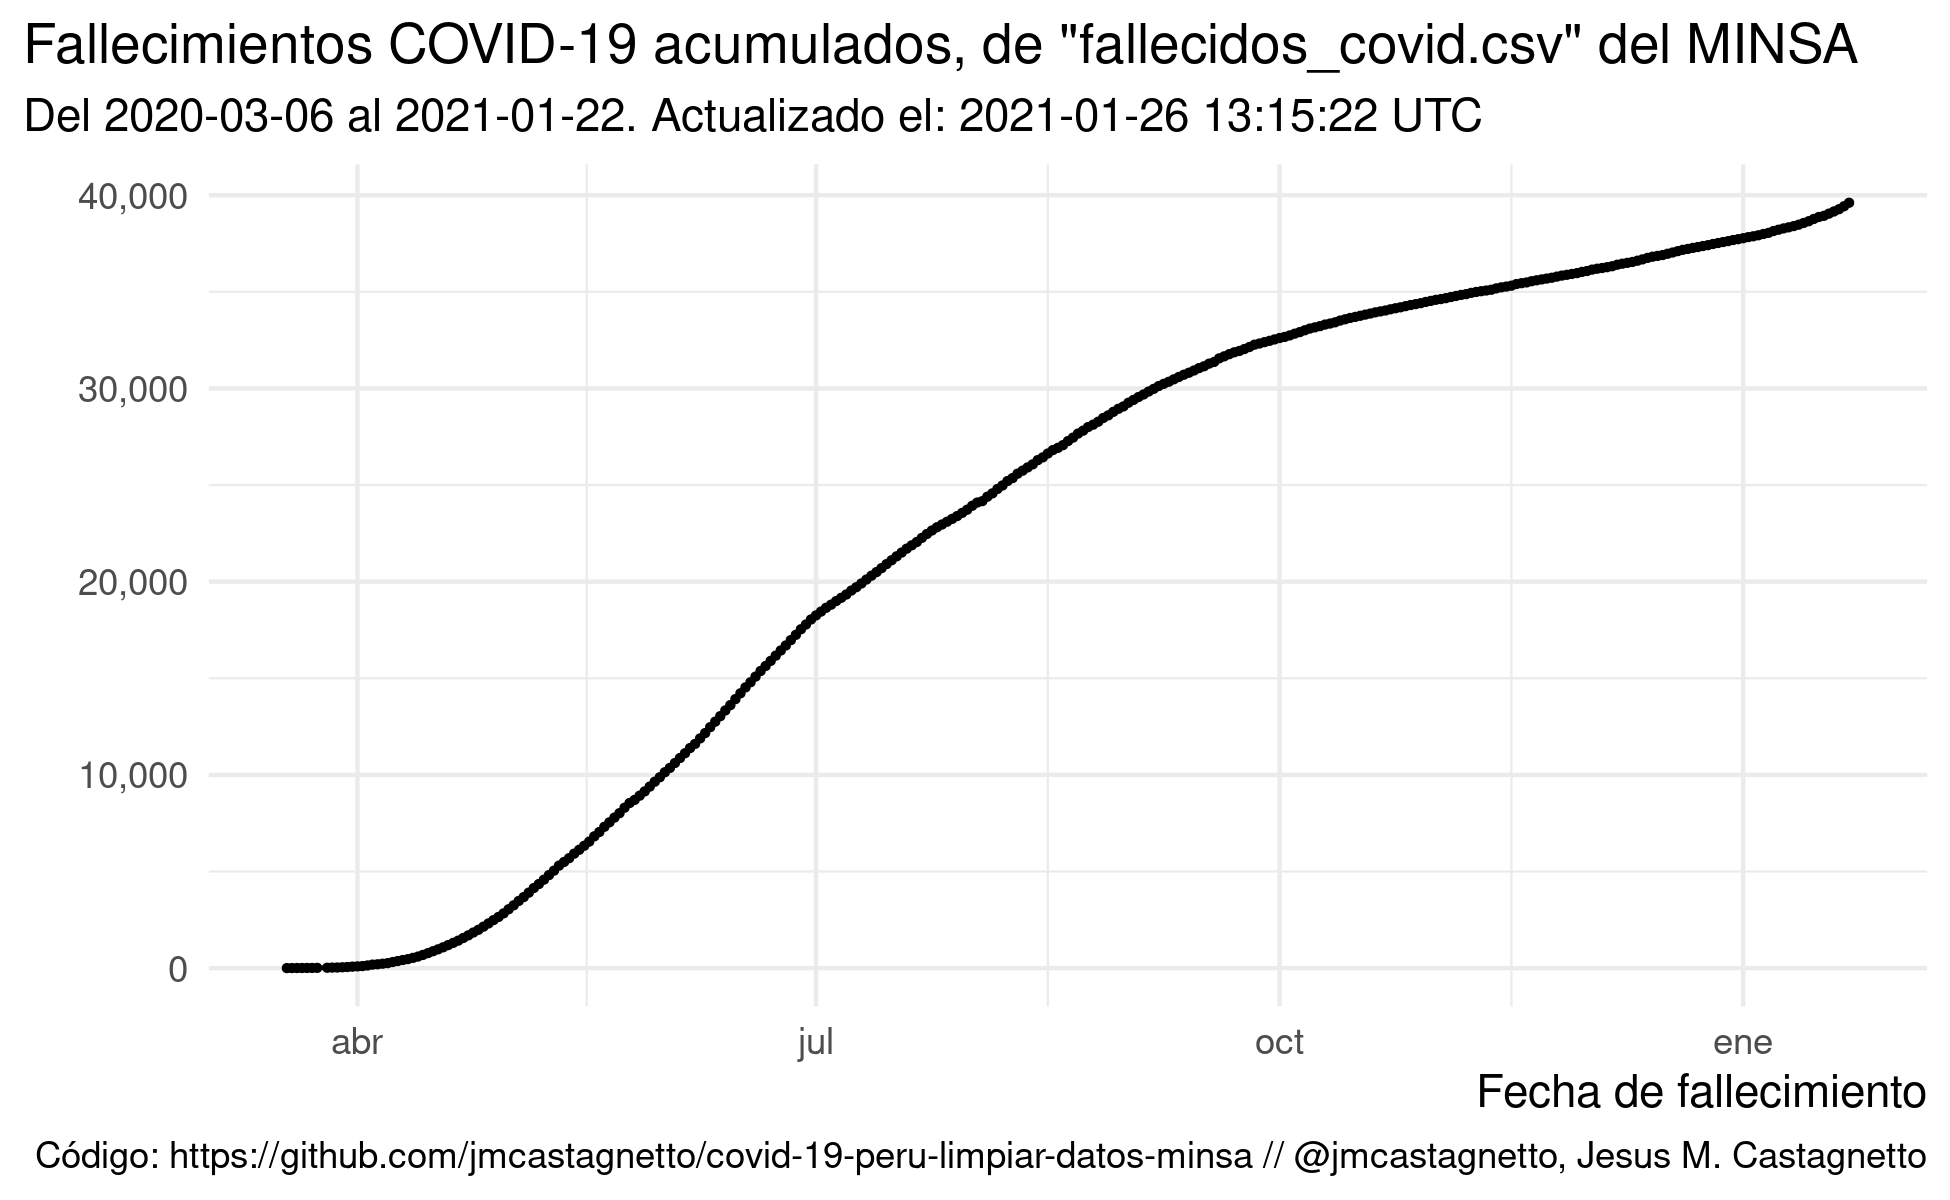 Fallecimientos COVID-19 acumulados, de "fallecidos_covid.csv" del MINSA
Del 2020-03-06 al 2021-01-22. Actualizado el: 2021-01-26 13:15:22 UTC
40,000
30,000
20,000
10,000
0
abr jul oct ene
Fecha de fallecimiento
Código: https://github.com/jmcastagnetto/covid-19-peru-limpiar-datos-minsa // @jmcastagnetto, Jesus M. Castagnetto